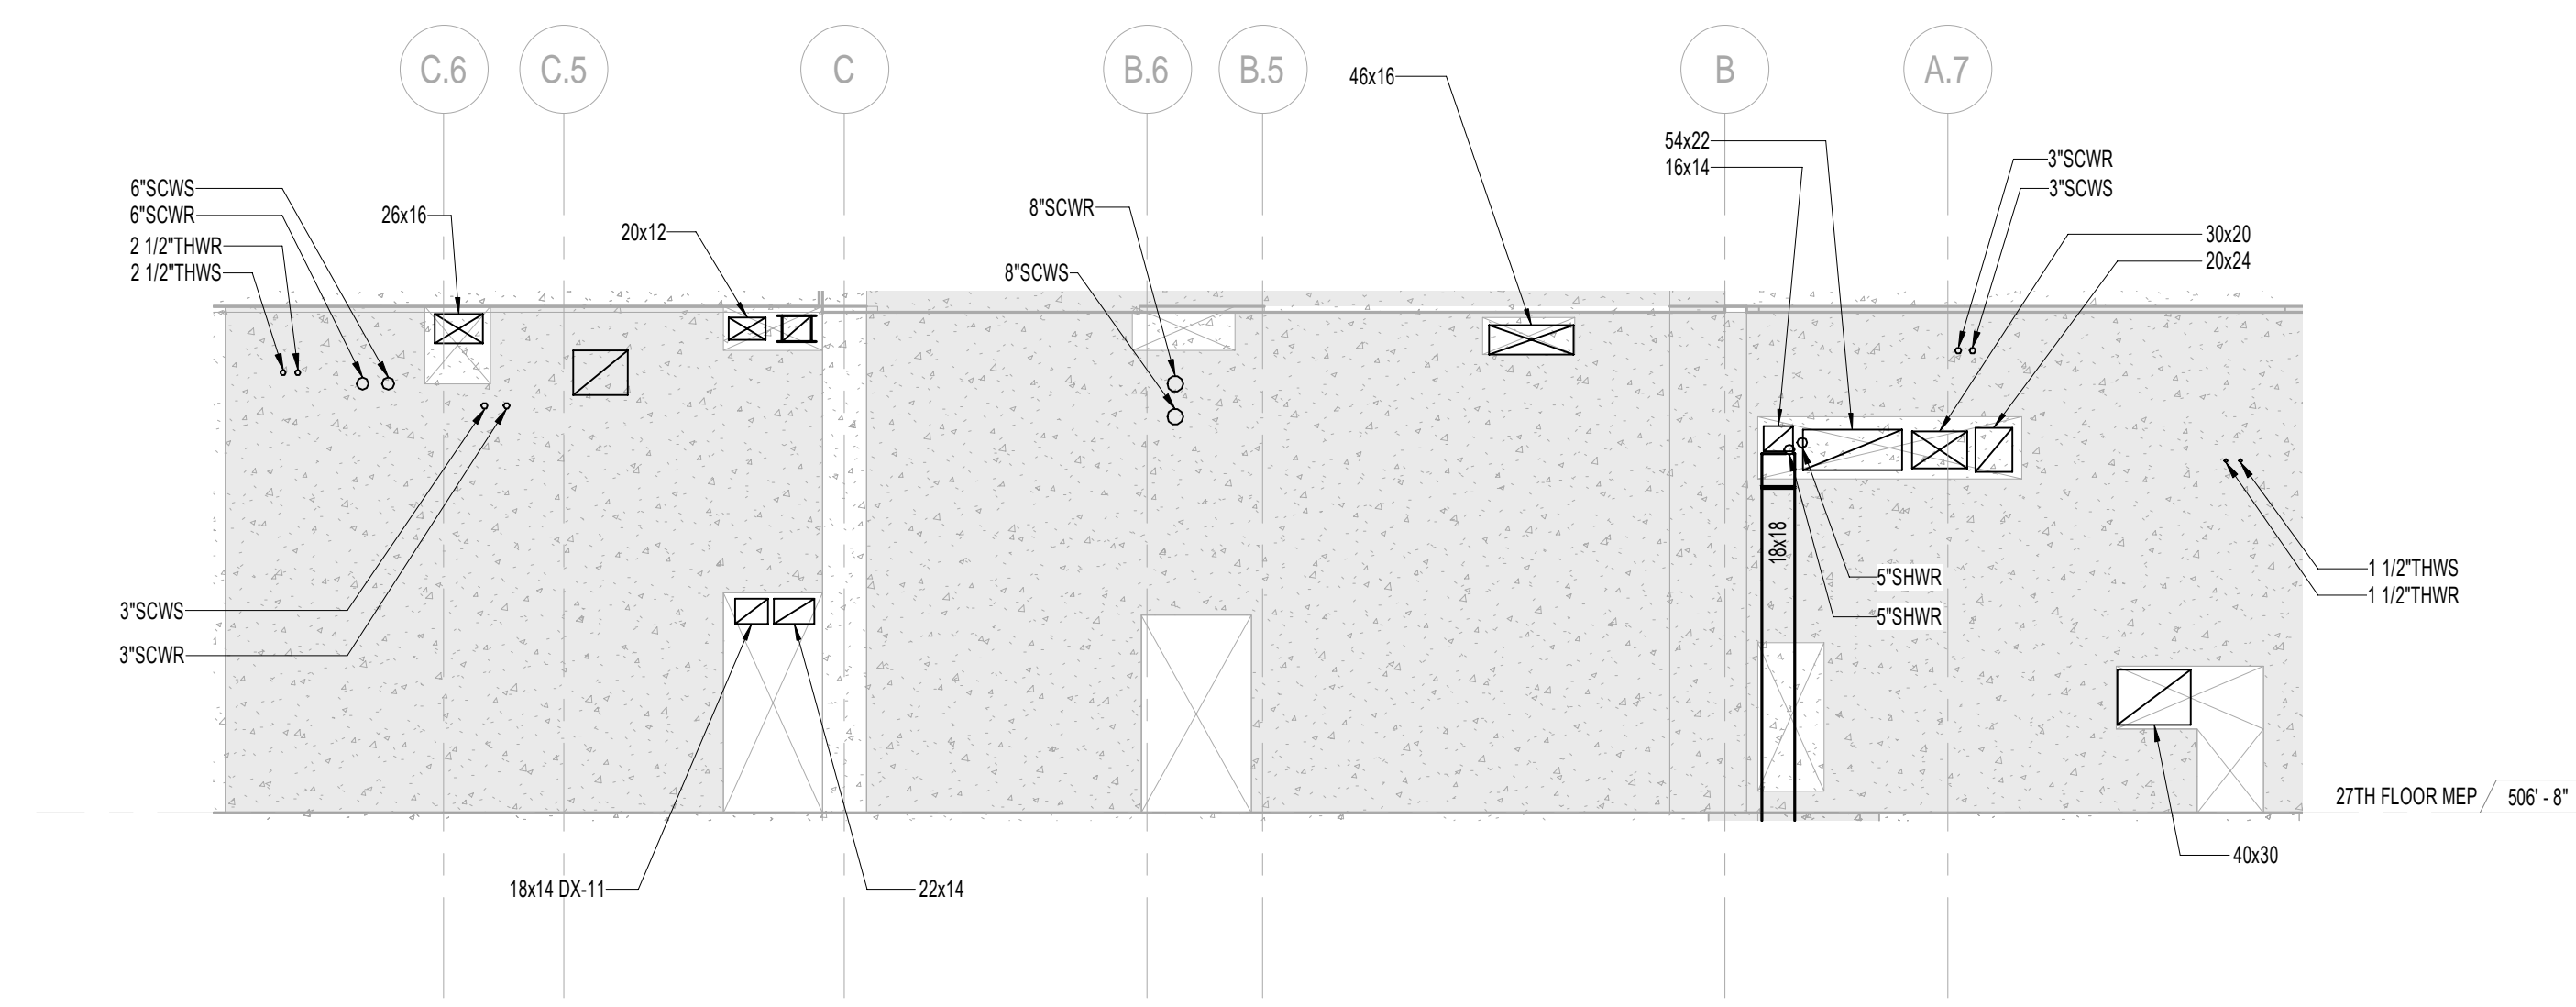 C.6
C.5
C
B.6
B.5
B
A.7
46x16
54x22
16x14
3"SCWR
3"SCWS
6"SCWS
6"SCWR
2 1/2"THWR
2 1/2"THWS
26x16
20x12
8"SCWR
8"SCWS
30x20
20x24
18x18
5"SHWR
5"SHWR
1 1/2"THWS
1 1/2"THWR
3"SCWS
3"SCWR
27TH FLOOR MEP
506' - 8"
40x30
18x14 DX-11
22x14